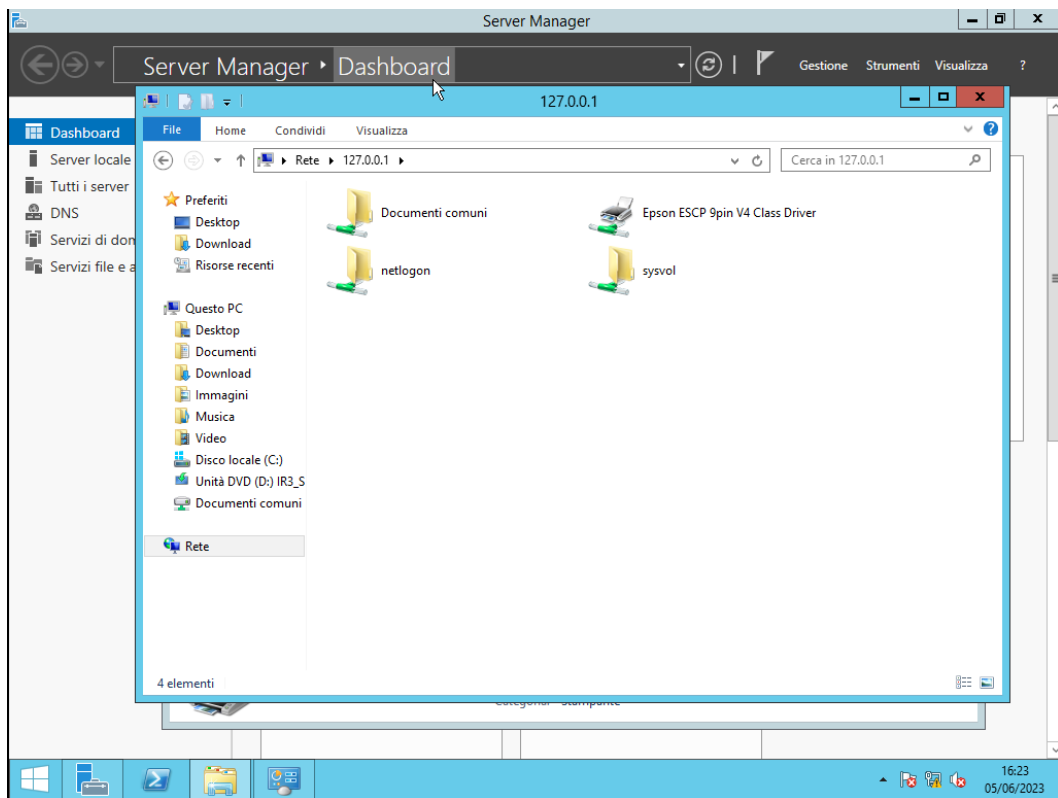 Server Manager
Server Manager ‣ Dashboard
Gestione Strumenti Visualizza ?
127.0.0.1
File Home Condividi Visualizza
Rete ‣ 127.0.0.1 ‣
Cerca in 127.0.0.1
Dashboard
Server locale
Tutti i server
DNS
Servizi di don
Servizi file e a
Preferiti
Desktop
Download
Risorse recenti
Questo PC
Desktop
Documenti
Download
Immagini
Musica
Video
Disco locale (C:)
Unità DVD (D:) IR3_S
Documenti comuni
Rete
Documenti comuni
Epson ESCP 9pin V4 Class Driver
netlogon
sysvol
4 elementi
16:23
05/06/2023